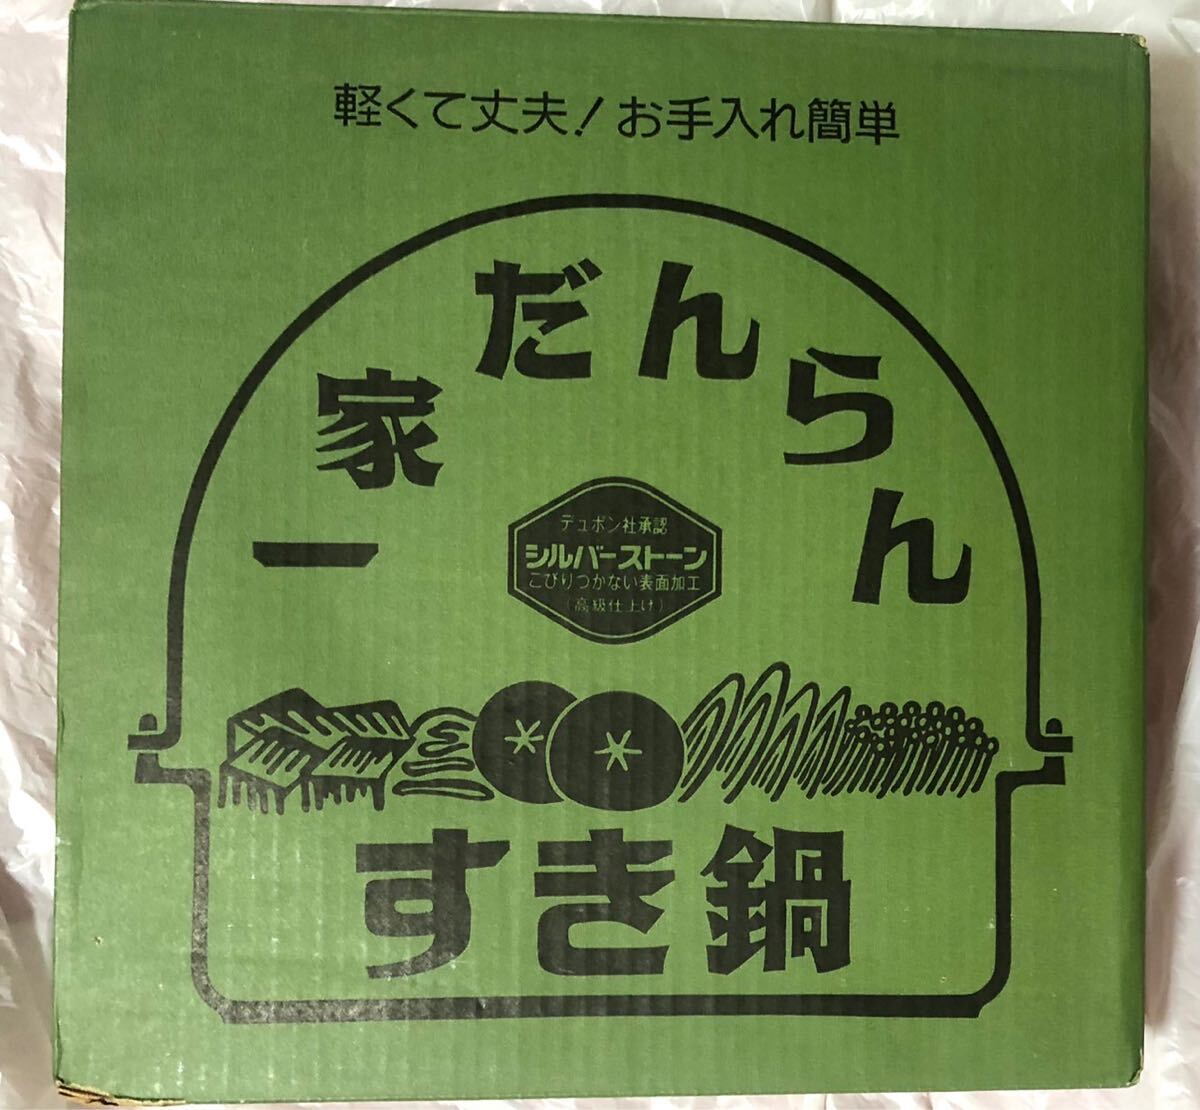 軽くて丈夫！お手入れ簡単
一家だんらん
デュポン社承認
シルバーストーン
こびりつかない表面加工
(高級仕上げ)
すき鍋